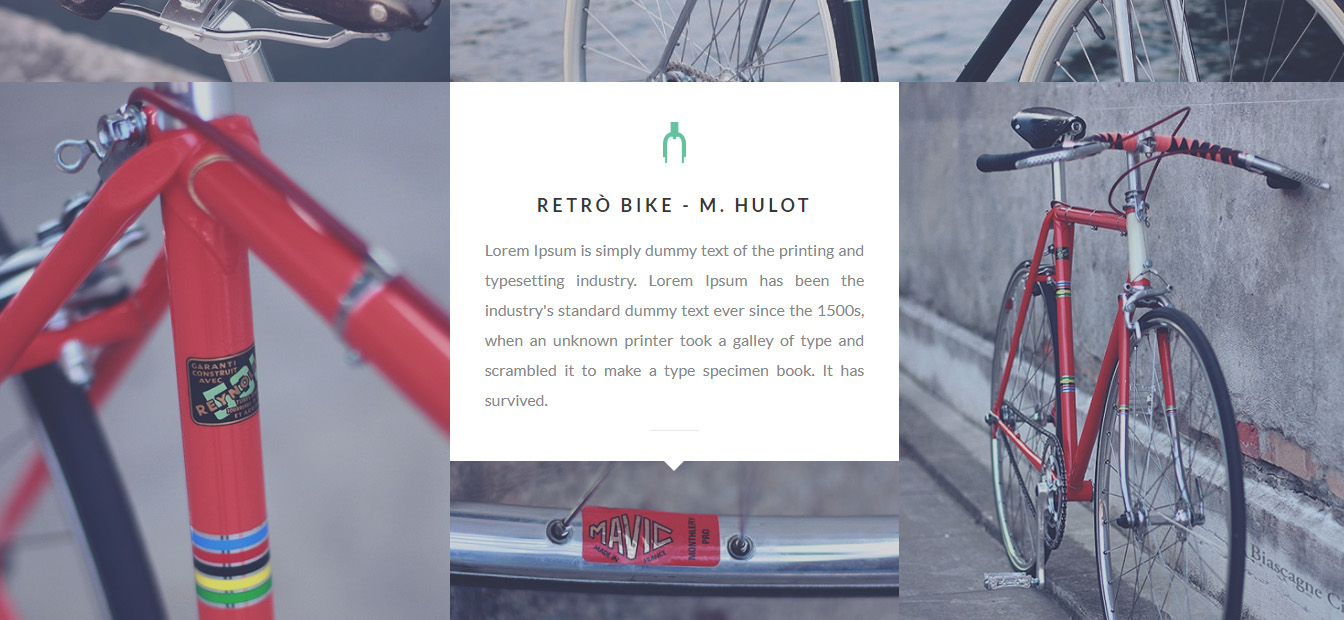 RETRÒ BIKE - M. HULOT
Lorem Ipsum is simply dummy text of the printing and
typesetting industry. Lorem Ipsum has been the
industry's standard dummy text ever since the 1500s,
when an unknown printer took a galley of type and
scrambled it to make a type specimen book. It has
survived.
GARANTI
CONSTRUIT
AVEC
REYNOLDS
MAVIC
MADE IN FRANCE
MONTHLERY
PRO
Biascagne